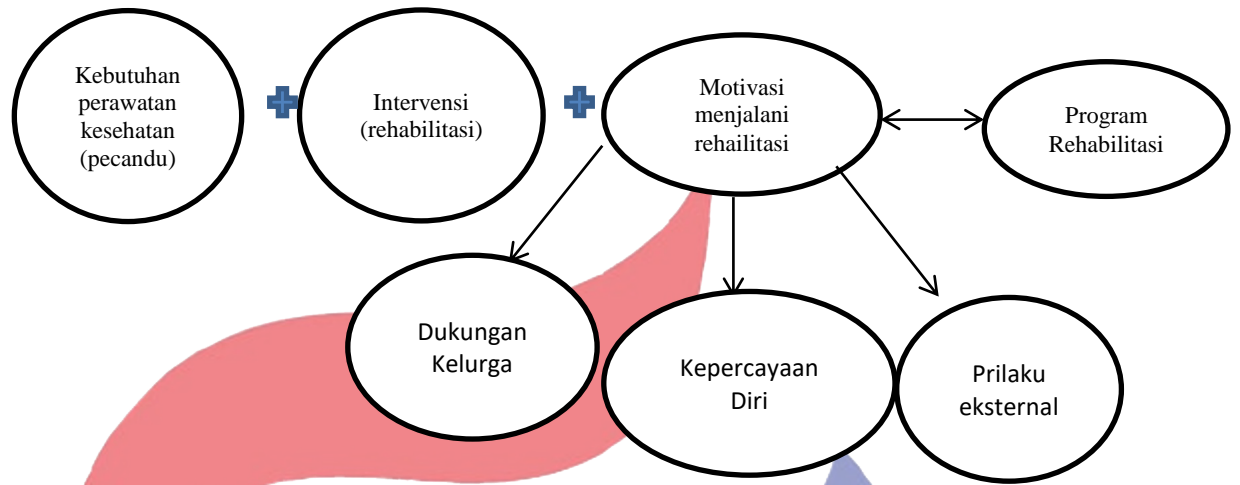 Kebutuhan
perawatan
kesehatan
(pecandu)
Intervensi
(rehabilitasi)
Motivasi
menjalani
rehailitasi
Program
Rehabilitasi
Dukungan
Kelurga
Kepercayaan
Diri
Prilaku
eksternal